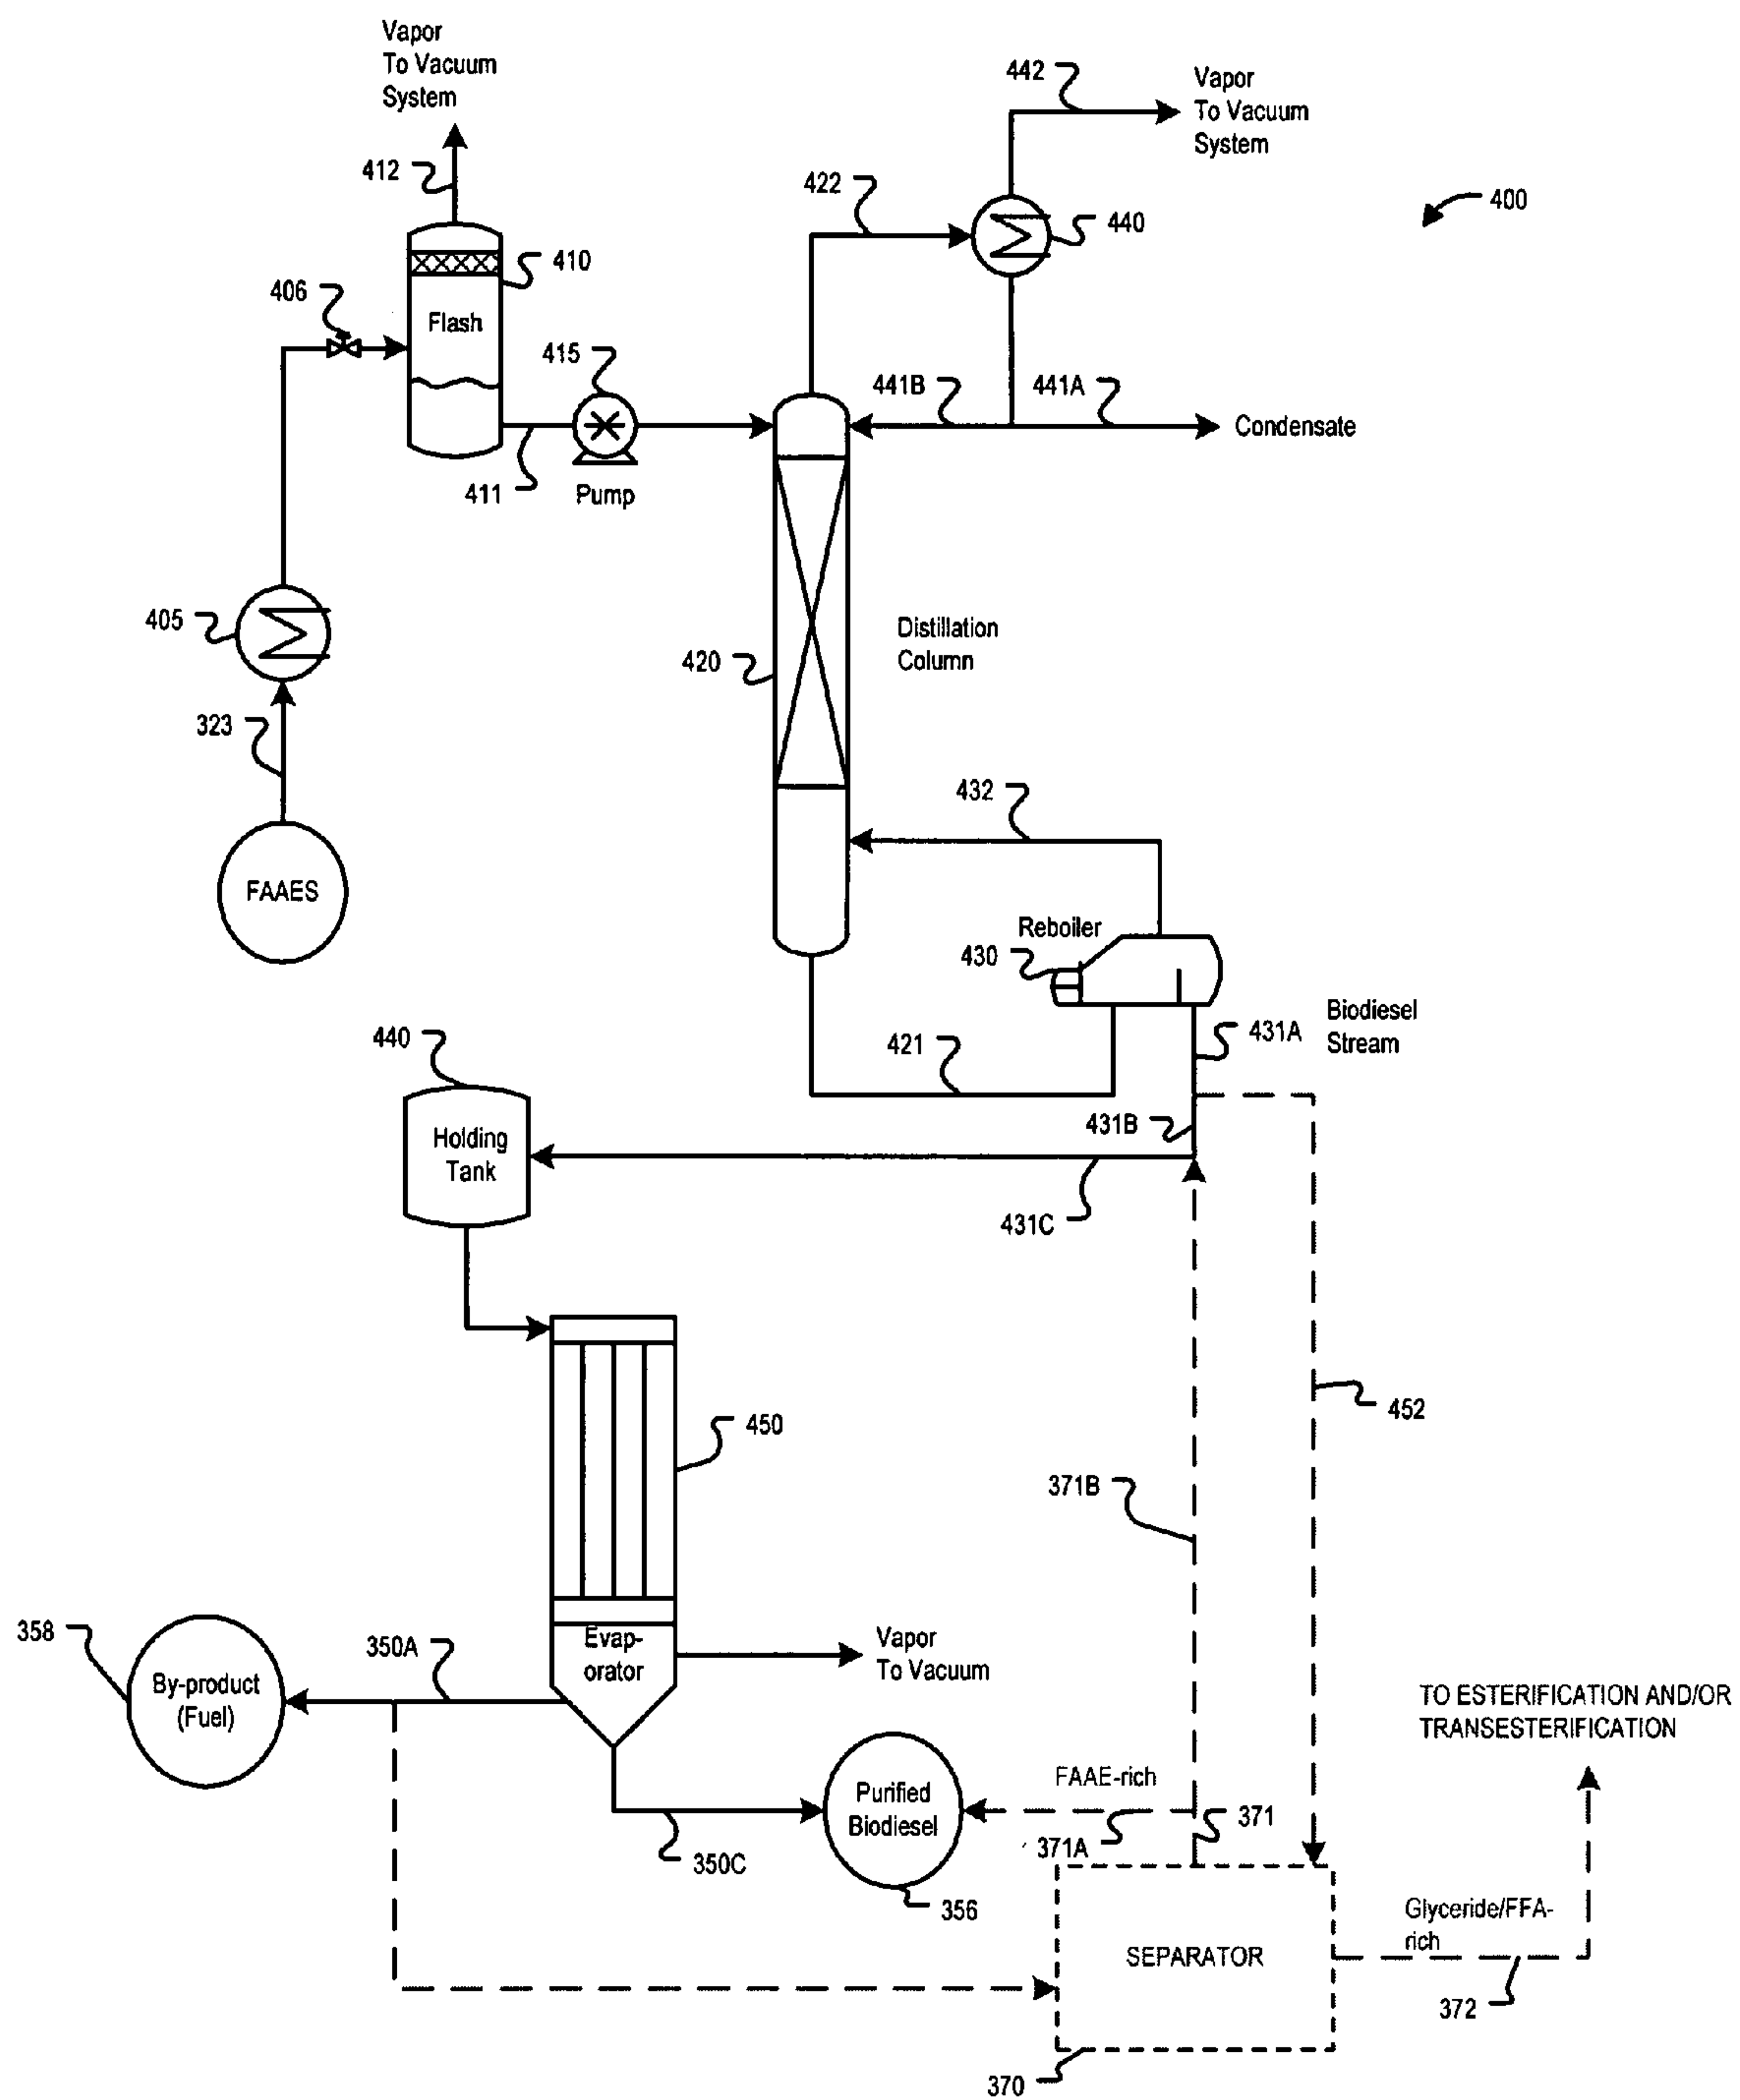 Vapor
To Vacuum
System
442
Vapor
To Vacuum
System
412
422
400
440
410
406
Flash
415
441B
441A
Condensate
411
Pump
405
Distillation
Column
420
323
432
FAAES
Reboiler
430
Biodiesel
Stream
431A
440
421
431B
Holding
Tank
431C
452
450
371B
358
350A
Evap-
orator
Vapor
To Vacuum
By-product
(Fuel)
TO ESTERIFICATION AND/OR
TRANSESTERIFICATION
FAAE-rich
Purified
Biodiesel
371
371A
350C
356
Glyceride/FFA-
rich
SEPARATOR
372
370